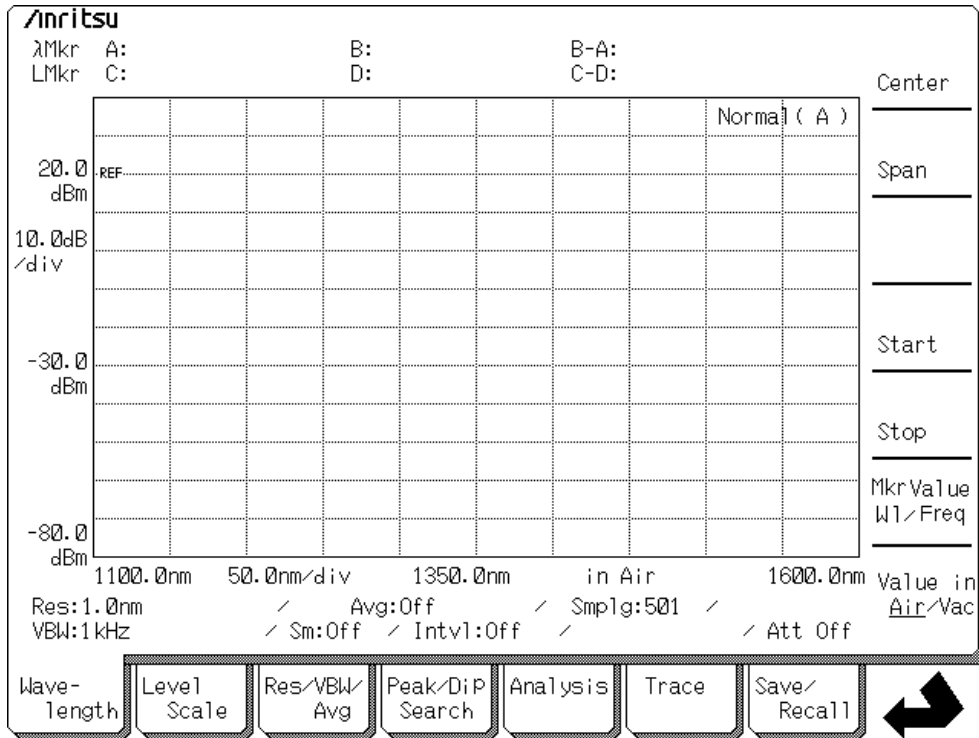 Anritsu
λMkr A: B: B-A:
LMkr C: D: C-D:
Normal( A )
20.0 REF
dBm
10.0dB
/div
-30.0
dBm
-80.0
dBm
1100.0nm 50.0nm/div 1350.0nm in Air 1600.0nm
Res:1.0nm / Avg:Off / Smplg:501 /
VBW:1kHz / Sm:Off / Intvl:Off / / Att Off
Center
Span
Start
Stop
MkrValue
Wl/Freq
Value in
Air/Vac
Wave-
length
Level
Scale
Res/VBW/
Avg
Peak/Dip
Search
Analysis
Trace
Save/
Recall